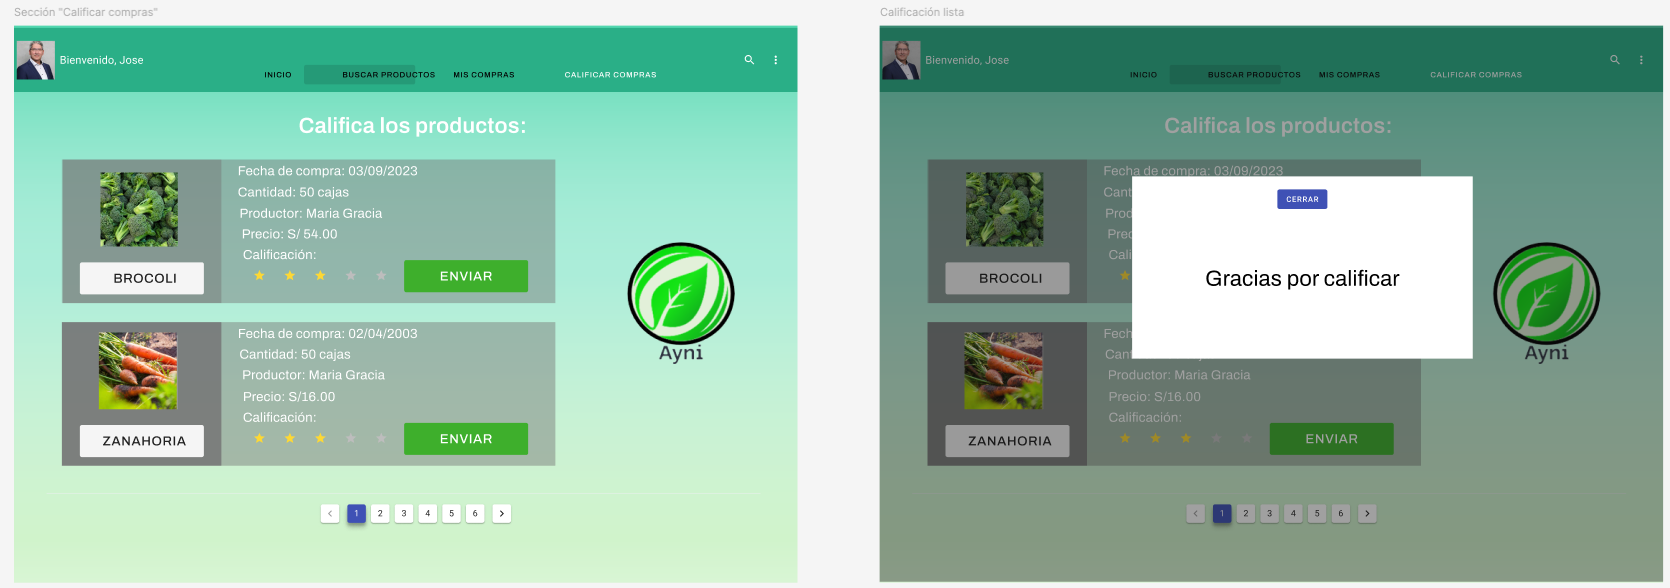 Sección "Calificar compras"
Bienvenido, Jose
INICIO
BUSCAR PRODUCTOS
MIS COMPRAS
CALIFICAR COMPRAS
Califica los productos:
Fecha de compra: 03/09/2023
Cantidad: 50 cajas
Productor: Maria Gracia
Precio: S/ 54.00
Calificación:
BROCOLI
ENVIAR
Fecha de compra: 02/04/2003
Cantidad: 50 cajas
Productor: Maria Gracia
Precio: S/16.00
Calificación:
ZANAHORIA
ENVIAR
Ayni
< 1 2 3 4 5 6 >
Calificación lista
Bienvenido, Jose
INICIO
BUSCAR PRODUCTOS
MIS COMPRAS
CALIFICAR COMPRAS
Califica los productos:
Fecha de compra: 03/09/2023
Cant
Prod
Prec
Cali
BROCOLI
CERRAR
Gracias por calificar
Fech
Cant
Productor: Maria Gracia
Precio: S/16.00
Calificación:
ZANAHORIA
ENVIAR
Ayni
< 1 2 3 4 5 6 >